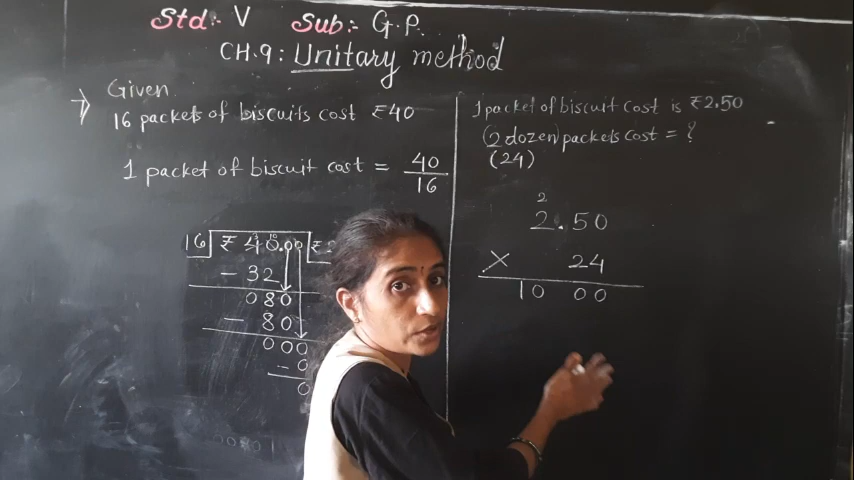 Std:- V Sub:- G.P.
CH.9: Unitary method
Given
16 packets of biscuits cost ₹40
1 packet of biscuit cost = 40
16
16 ₹ 40.00 ₹2
- 32
080
- 80
000
- 0
0
1 packet of biscuit cost is ₹2.50
(2 dozen) packets cost = ?
(24)
2
2.50
× 24
10 00